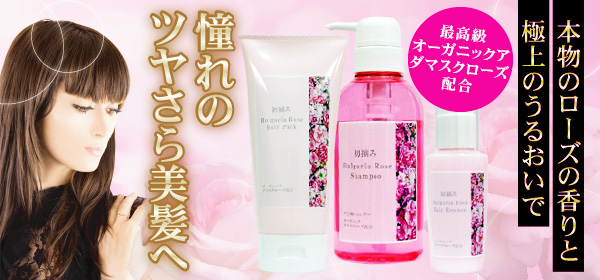 本物のローズの香りと
極上のうるおいで
憧れの
ツヤさら美髪へ
最高級
オーガニックア
ダマスクローズ
配合
初摘み
Bulgaria Rose
Hair Pack
初摘み
Bulgaria Rose
Siampoo
初摘み
Bulgaria Rose
Hair Essence